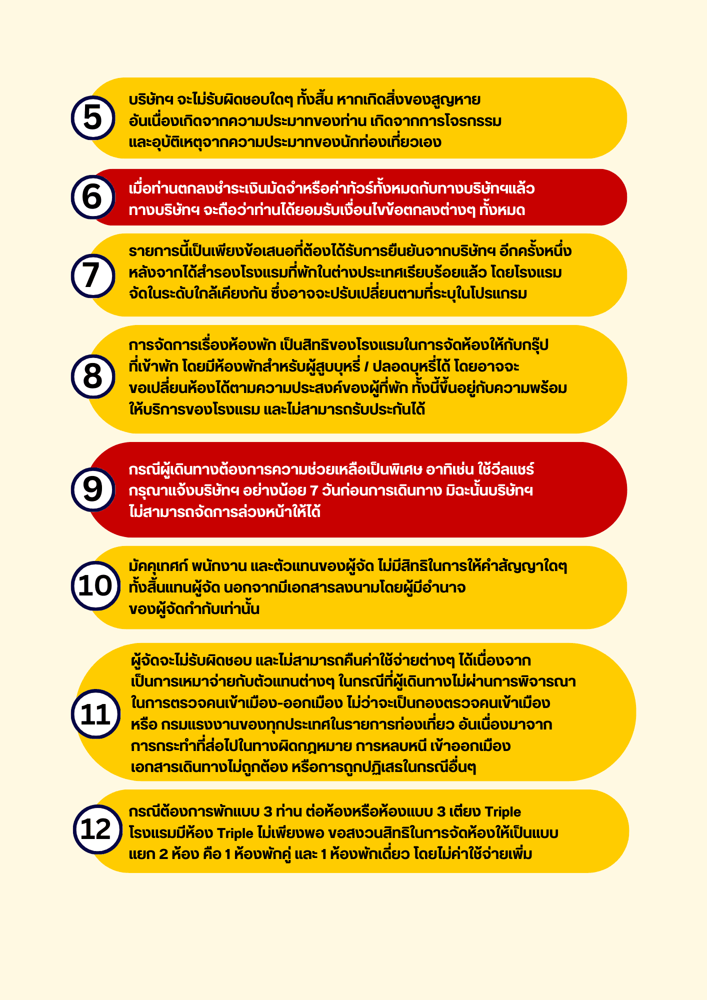 5
บริษัทฯ จะไม่รับผิดชอบใดๆ ทั้งสิ้น หากเกิดสิ่งของสูญหาย
อันเนื่องเกิดจากความประมาทของท่าน เกิดจากการโจรกรรม
และอุบัติเหตุจากความประมาทของนักท่องเที่ยวเอง
6
เมื่อท่านตกลงชำระเงินมัดจำหรือค่าทัวร์ทั้งหมดกับทางบริษัทฯแล้ว
ทางบริษัทฯ จะถือว่าท่านได้ยอมรับเงื่อนไขข้อตกลงต่างๆ ทั้งหมด
7
รายการนี้เป็นเพียงข้อเสนอที่ต้องได้รับการยืนยันจากบริษัทฯ อีกครั้งหนึ่ง
หลังจากได้สำรองโรงแรมที่พักในต่างประเทศเรียบร้อยแล้ว โดยโรงแรม
จัดในระดับใกล้เคียงกัน ซึ่งอาจจะปรับเปลี่ยนตามที่ระบุในโปรแกรม
8
การจัดการเรื่องห้องพัก เป็นสิทธิของโรงแรมในการจัดห้องให้กับกรุ๊ป
ที่เข้าพัก โดยมีห้องพักสำหรับผู้สูบบุหรี่ / ปลอดบุหรี่ได้ โดยอาจจะ
ขอเปลี่ยนห้องได้ตามความประสงค์ของผู้ที่พัก ทั้งนี้ขึ้นอยู่กับความพร้อม
ให้บริการของโรงแรม และไม่สามารถรับประกันได้
9
กรณีผู้เดินทางต้องการความช่วยเหลือเป็นพิเศษ อาทิเช่น ใช้วีลแชร์
กรุณาแจ้งบริษัทฯ อย่างน้อย 7 วันก่อนการเดินทาง มิฉะนั้นบริษัทฯ
ไม่สามารถจัดการล่วงหน้าให้ได้
10
มัคคุเทศก์ พนักงาน และตัวแทนของผู้จัด ไม่มีสิทธิในการให้คำสัญญาใดๆ
ทั้งสิ้นแทนผู้จัด นอกจากมีเอกสารลงนามโดยผู้มีอำนาจ
ของผู้จัดกำกับเท่านั้น
11
ผู้จัดจะไม่รับผิดชอบ และไม่สามารถคืนค่าใช้จ่ายต่างๆ ได้เนื่องจาก
เป็นการเหมาจ่ายกับตัวแทนต่างๆ ในกรณีที่ผู้เดินทางไม่ผ่านการพิจารณา
ในการตรวจคนเข้าเมือง-ออกเมือง ไม่ว่าจะเป็นกองตรวจคนเข้าเมือง
หรือ กรมแรงงานของทุกประเทศในรายการท่องเที่ยว อันเนื่องมาจาก
การกระทำที่ส่อไปในทางผิดกฎหมาย การหลบหนี เข้าออกเมือง
เอกสารเดินทางไม่ถูกต้อง หรือการถูกปฏิเสธในกรณีอื่นๆ
12
กรณีต้องการพักแบบ 3 ท่าน ต่อห้องหรือห้องแบบ 3 เตียง Triple
โรงแรมมีห้อง Triple ไม่เพียงพอ ขอสงวนสิทธิในการจัดห้องให้เป็นแบบ
แยก 2 ห้อง คือ 1 ห้องพักคู่ และ 1 ห้องพักเดี่ยว โดยไม่ค่าใช้จ่ายเพิ่ม